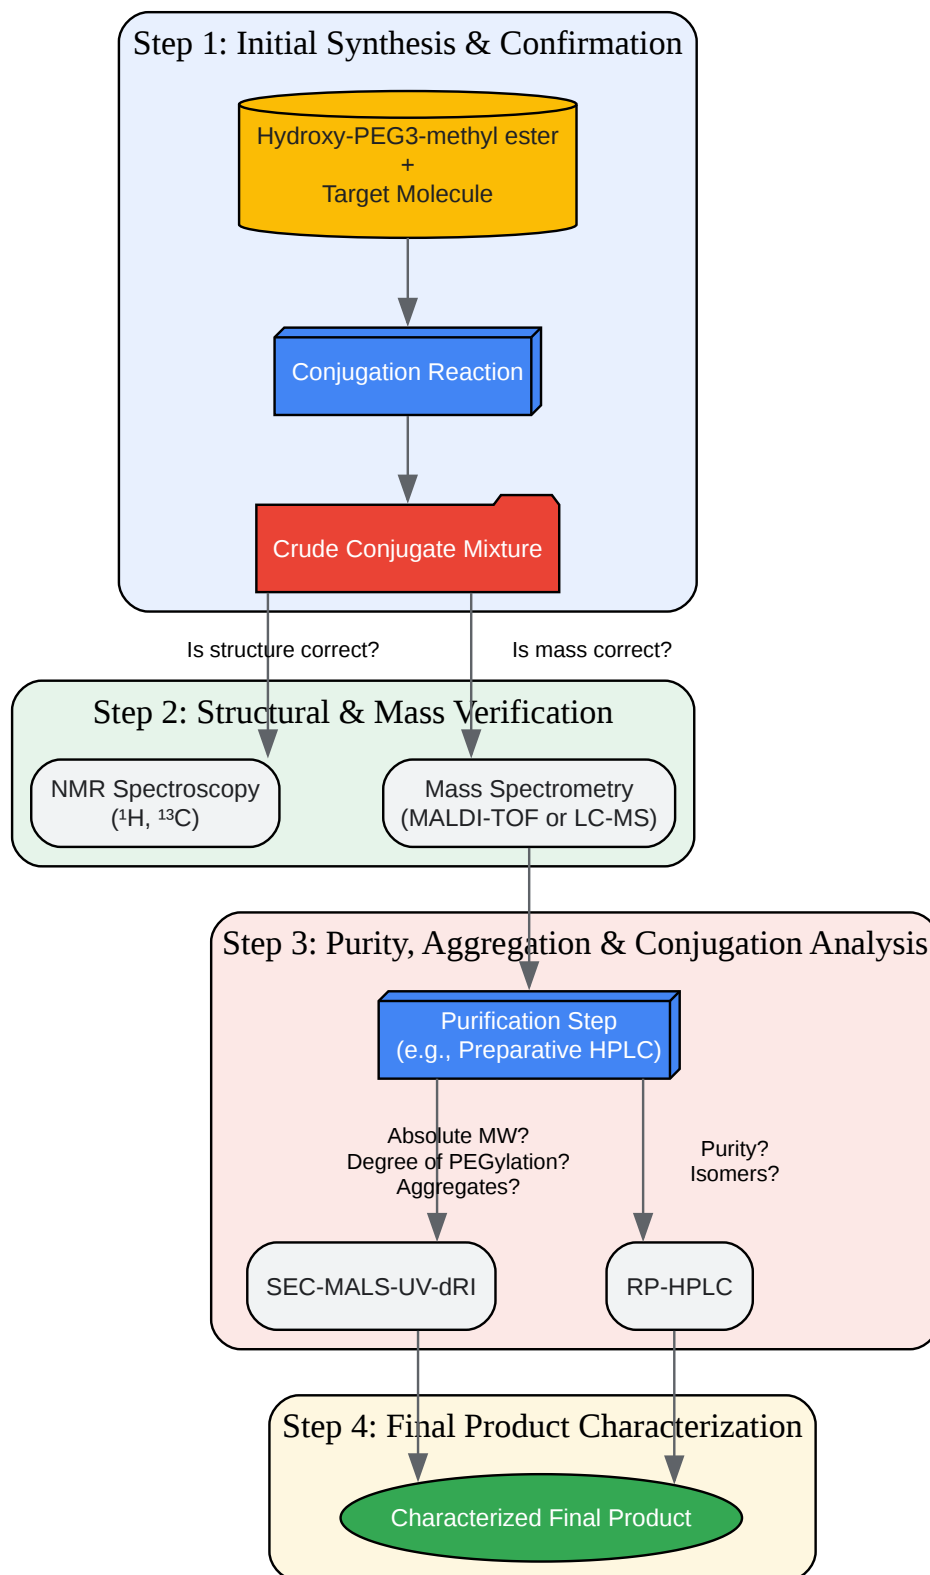 Step 1: Initial Synthesis & Confirmation
Hydroxy-PEG3-methyl ester
+
Target Molecule
Conjugation Reaction
Crude Conjugate Mixture
Is structure correct?
Is mass correct?
Step 2: Structural & Mass Verification
NMR Spectroscopy
(¹H, ¹³C)
Mass Spectrometry
(MALDI-TOF or LC-MS)
Step 3: Purity, Aggregation & Conjugation Analysis
Purification Step
(e.g., Preparative HPLC)
Absolute MW?
Degree of PEGylation?
Aggregates?
Purity?
Isomers?
SEC-MALS-UV-dRI
RP-HPLC
Step 4: Final Product Characterization
Characterized Final Product